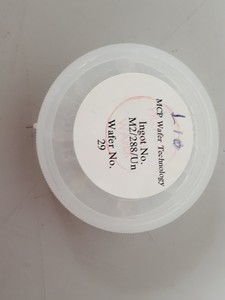 L10
MCP Wafer Technology
Ingot No.
M2/288/Un
Wafer No.
29